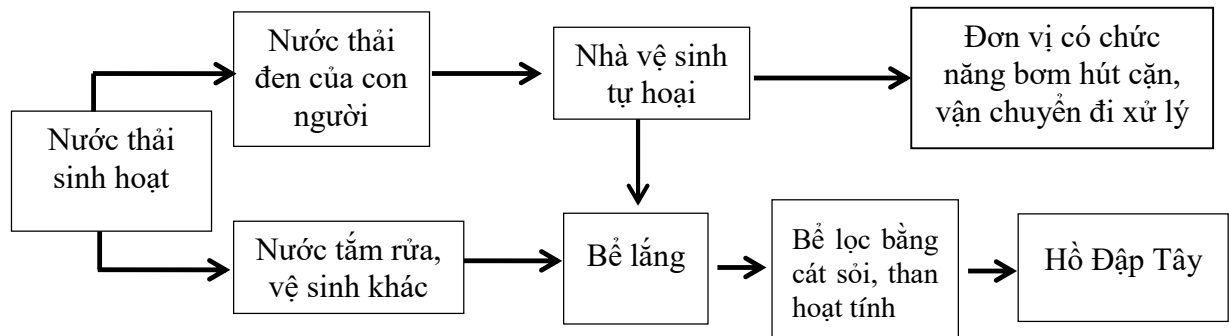 Nước thải
sinh hoạt
Nước thải
đen của con
người
Nhà vệ sinh
tự hoại
Đơn vị có chức
năng bơm hút cặn,
vận chuyển đi xử lý
Nước tắm rửa,
vệ sinh khác
Bể lắng
Bể lọc bằng
cát sỏi, than
hoạt tính
Hồ Đập Tây